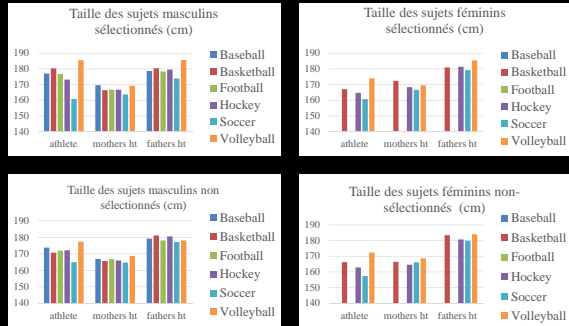 Taille des sujets masculins
sélectionnés (cm)
190
180
170
160
150
140
athlete mothers ht fathers ht
Baseball
Basketball
Football
Hockey
Soccer
Volleyball
Taille des sujets féminins
sélectionnés (cm)
190
180
170
160
150
140
athlete mothers ht fathers ht
Baseball
Basketball
Football
Hockey
Soccer
Volleyball
Taille des sujets masculins non
sélectionnés (cm)
190
180
170
160
150
140
athlete mothers ht fathers ht
Baseball
Basketball
Football
Hockey
Soccer
Volleyball
Taille des sujets féminins non-
sélectionnés (cm)
190
180
170
160
150
140
athlete mothers ht fathers ht
Baseball
Basketball
Football
Hockey
Soccer
Volleyball